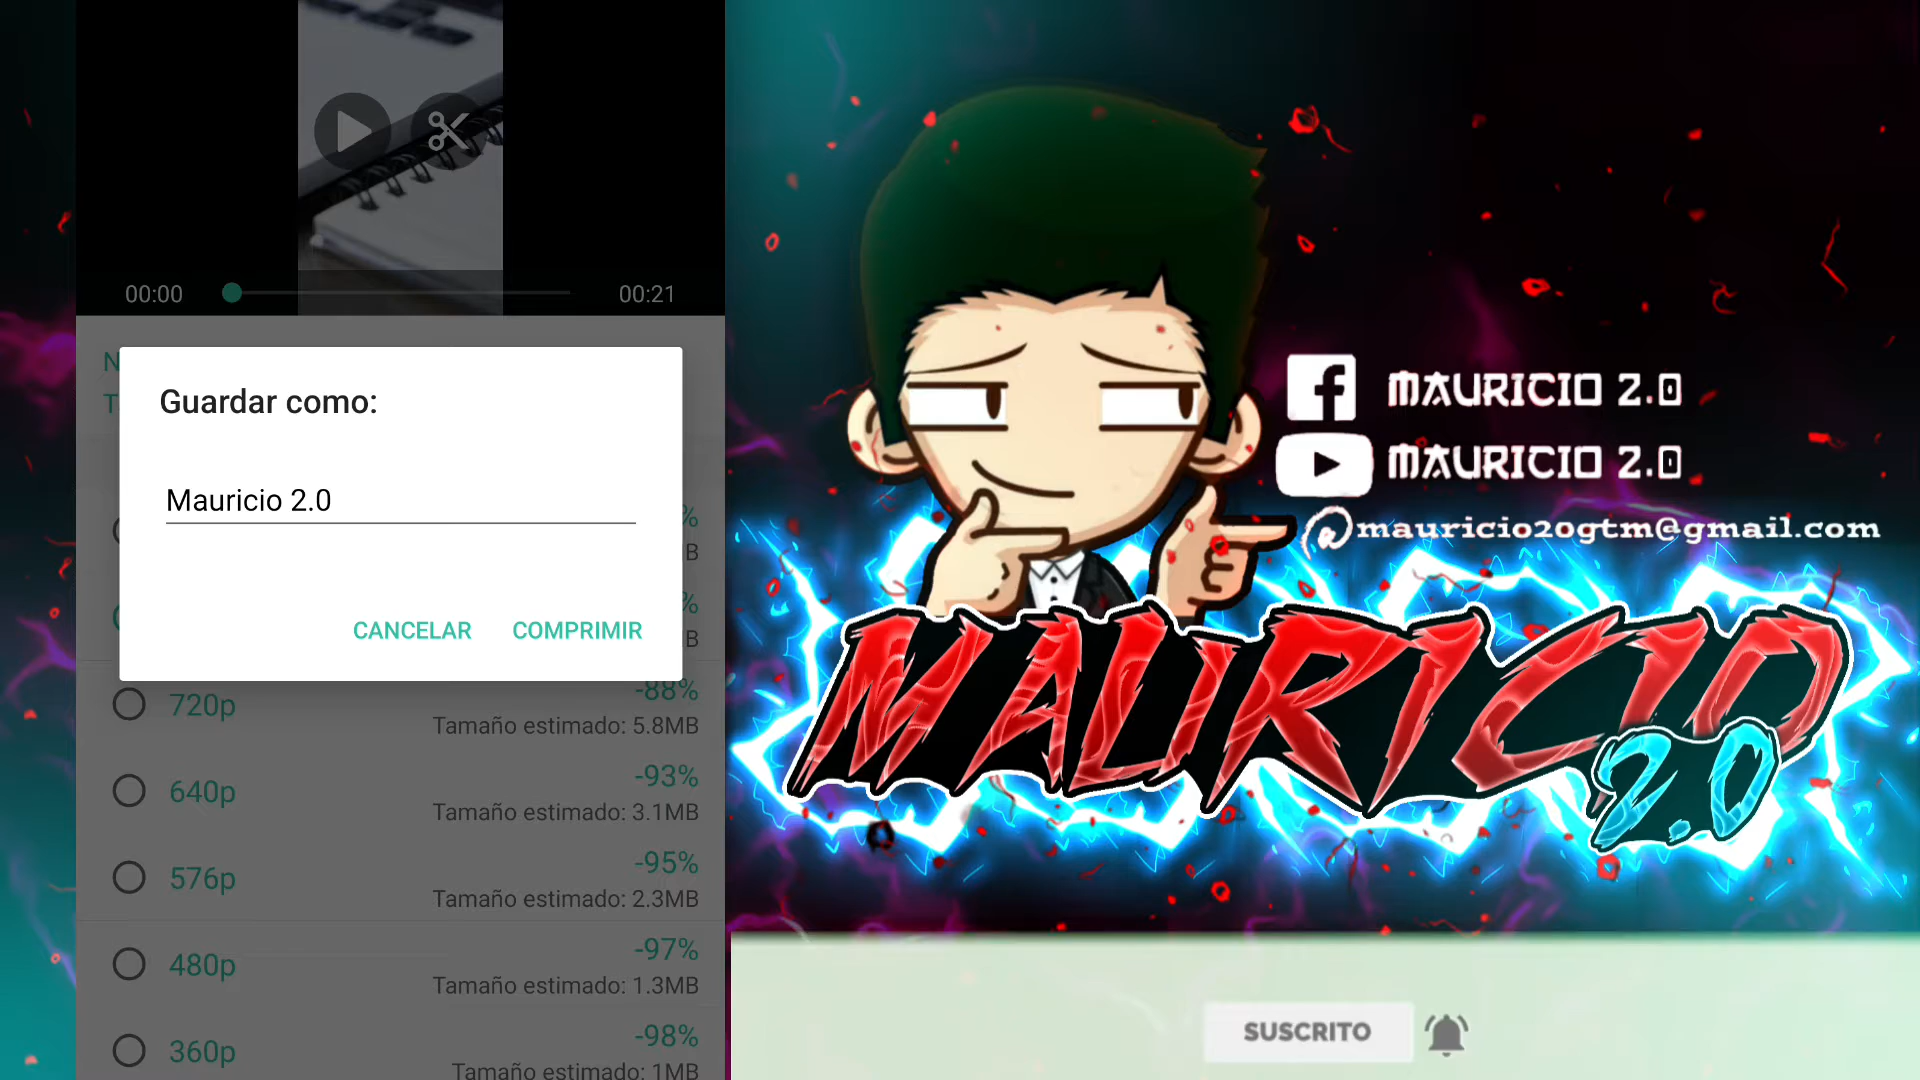 00:00
00:21
N
T
Guardar como:
Mauricio 2.0
CANCELAR
COMPRIMIR
%
B
%
B
720p
-88%
Tamaño estimado: 5.8MB
640p
-93%
Tamaño estimado: 3.1MB
576p
-95%
Tamaño estimado: 2.3MB
480p
-97%
Tamaño estimado: 1.3MB
360p
-98%
Tamaño estimado: 1MB
MAURICIO 2.0
MAURICIO 2.0
@mauricio20gtm@gmail.com
MAURICIO
2.0
SUSCRITO